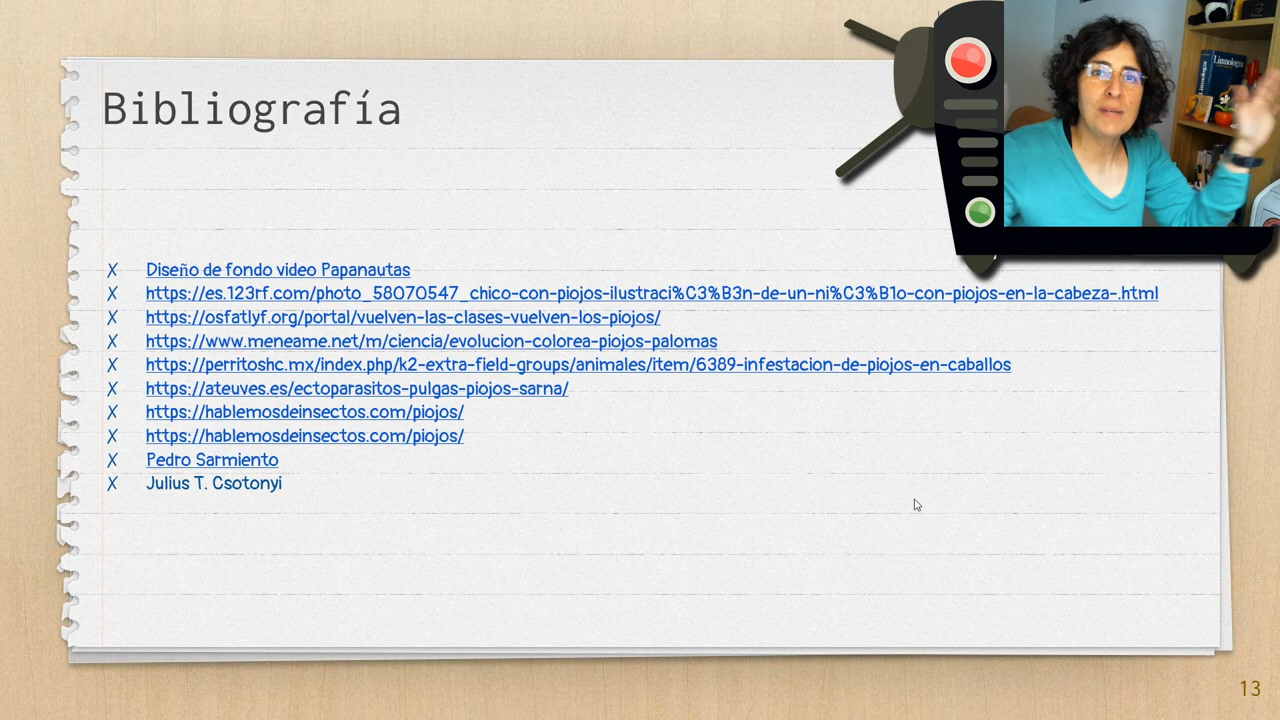 Bibliografía
Limnología
Limnología
X Diseño de fondo video Papanautas
X https://es.123rf.com/photo_58070547_chico-con-piojos-ilustraci%C3%B3n-de-un-ni%C3%B1o-con-piojos-en-la-cabeza-.html
X https://osfatlyf.org/portal/vuelven-las-clases-vuelven-los-piojos/
X https://www.meneame.net/m/ciencia/evolucion-colorea-piojos-palomas
X https://perritoshc.mx/index.php/k2-extra-field-groups/animales/item/6389-infestacion-de-piojos-en-caballos
X https://ateuves.es/ectoparasitos-pulgas-piojos-sarna/
X https://hablemosdeinsectos.com/piojos/
X https://hablemosdeinsectos.com/piojos/
X Pedro Sarmiento
X Julius T. Csotonyi
13